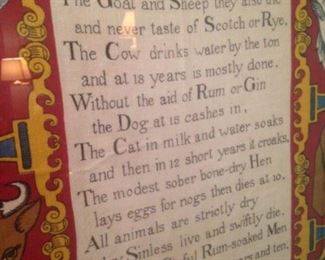 The Goat and Sheep they also die
and never taste of Scotch or Rye,
The Cow drinks water by the ton
and at 18 years is mostly done,
Without the aid of Rum or Gin
the Dog at 15 cashes in,
The Cat in milk and water soaks
and then in 12 short years it croaks,
The modest sober bone-dry Hen
lays eggs for nogs then dies at 10,
All animals are strictly dry
Sinless live and swiftly die,
Rum-soaked Men
and ten,